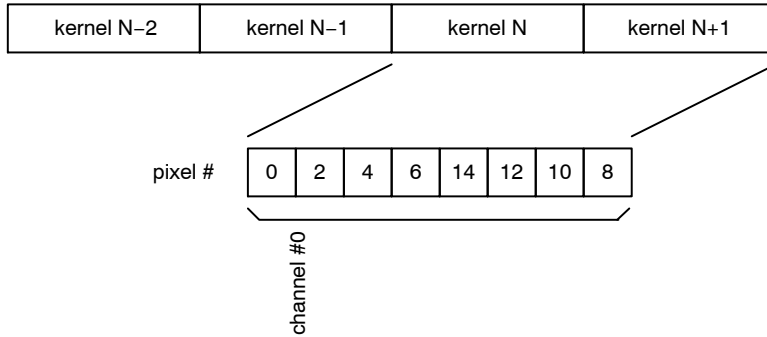 kernel N−2 kernel N−1 kernel N kernel N+1
pixel # 0 2 4 6 14 12 10 8
channel #0